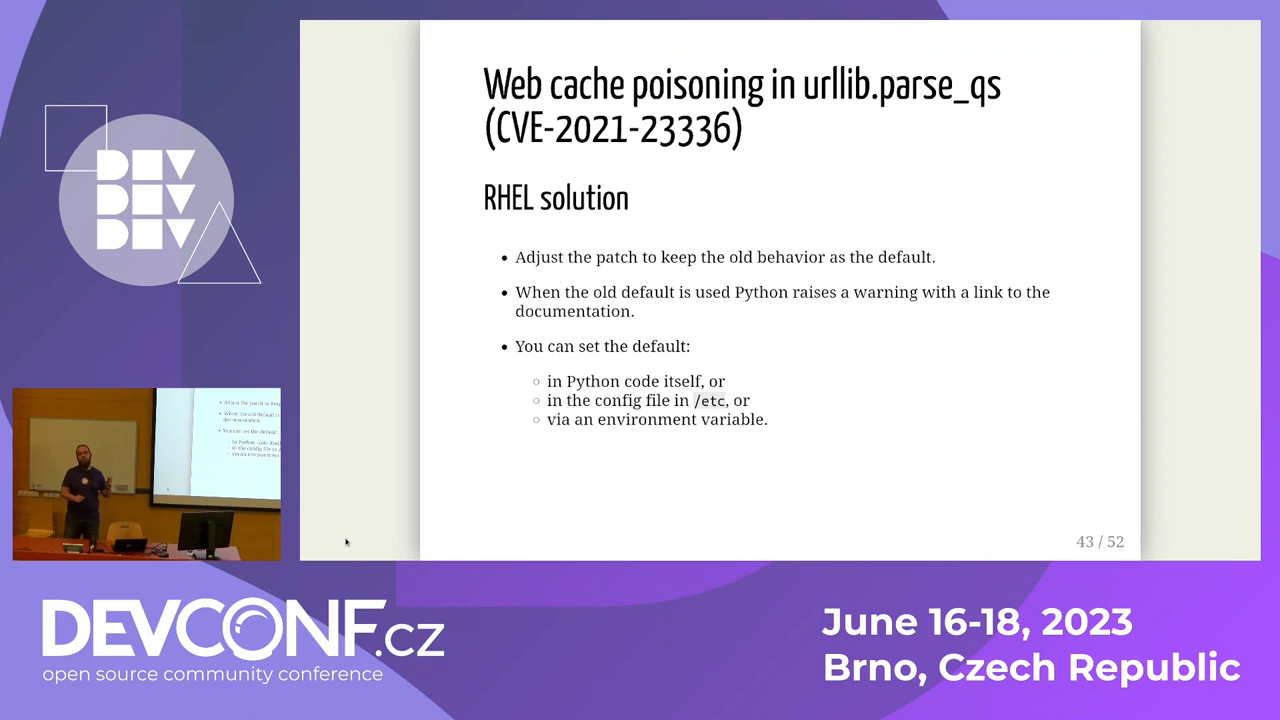 Web cache poisoning in urllib.parse_qs
(CVE-2021-23336)
RHEL solution
Adjust the patch to keep the old behavior as the default.
When the old default is used Python raises a warning with a link to the
documentation.
You can set the default:
in Python code itself, or
in the config file in /etc, or
via an environment variable.
43 / 52
DEV
DEV
DEV
DEVCONF.cz
open source community conference
June 16-18, 2023
Brno, Czech Republic